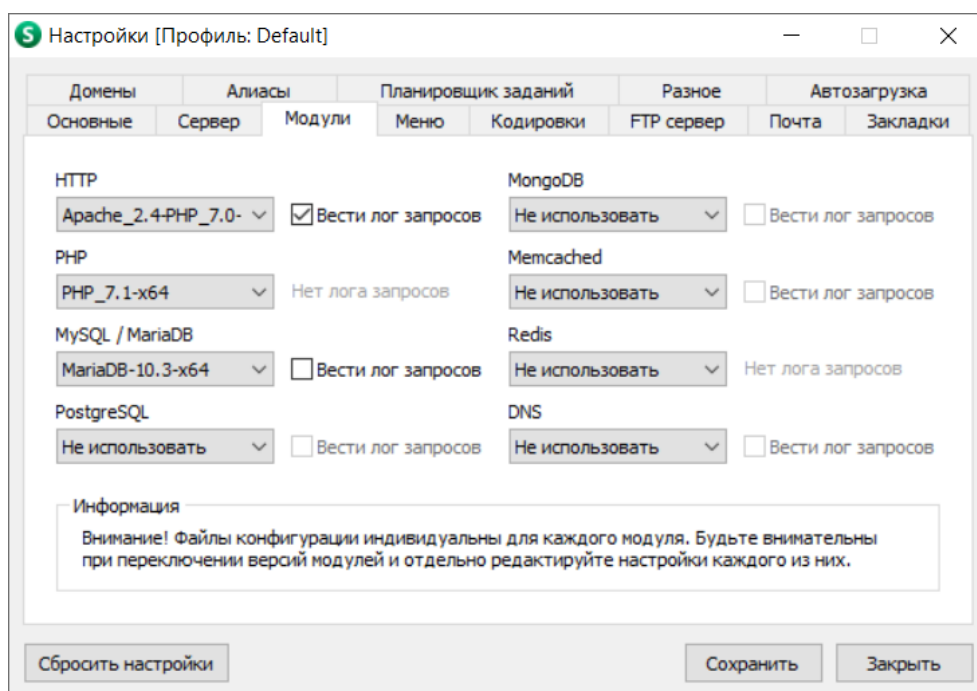 S Настройки [Профиль: Default]
Домены Алиасы Планировщик заданий Разное Автозагрузка
Основные Сервер Модули Меню Кодировки FTP сервер Почта Закладки
HTTP MongoDB
Apache_2.4-PHP_7.0- Вести лог запросов Не использовать Вести лог запросов
PHP Memcached
PHP_7.1-x64 Нет лога запросов Не использовать Вести лог запросов
MySQL / MariaDB Redis
MariaDB-10.3-x64 Вести лог запросов Не использовать Нет лога запросов
PostgreSQL DNS
Не использовать Вести лог запросов Не использовать Вести лог запросов
Информация
Внимание! Файлы конфигурации индивидуальны для каждого модуля. Будьте внимательны
при переключении версий модулей и отдельно редактируйте настройки каждого из них.
Сбросить настройки Сохранить Закрыть